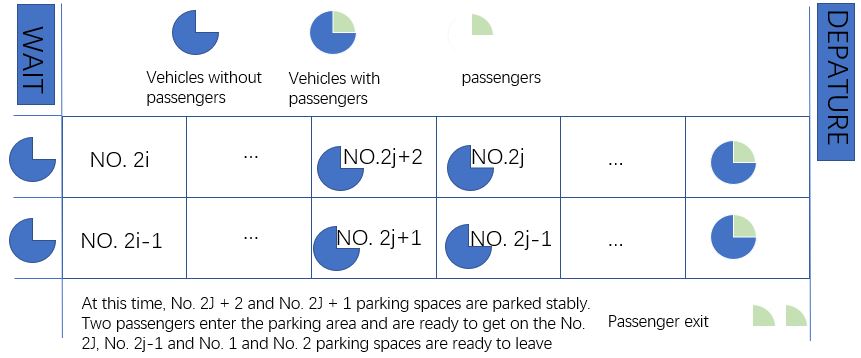 WAIT
DEPATURE
Vehicles without
passengers
Vehicles with
passengers
passengers
NO. 2i
...
NO.2j+2
NO.2j
...
NO. 2i-1
...
NO. 2j+1
NO. 2j-1
...
At this time, No. 2J + 2 and No. 2J + 1 parking spaces are parked stably.
Two passengers enter the parking area and are ready to get on the No.
2J, No. 2j-1 and No. 1 and No. 2 parking spaces are ready to leave
Passenger exit